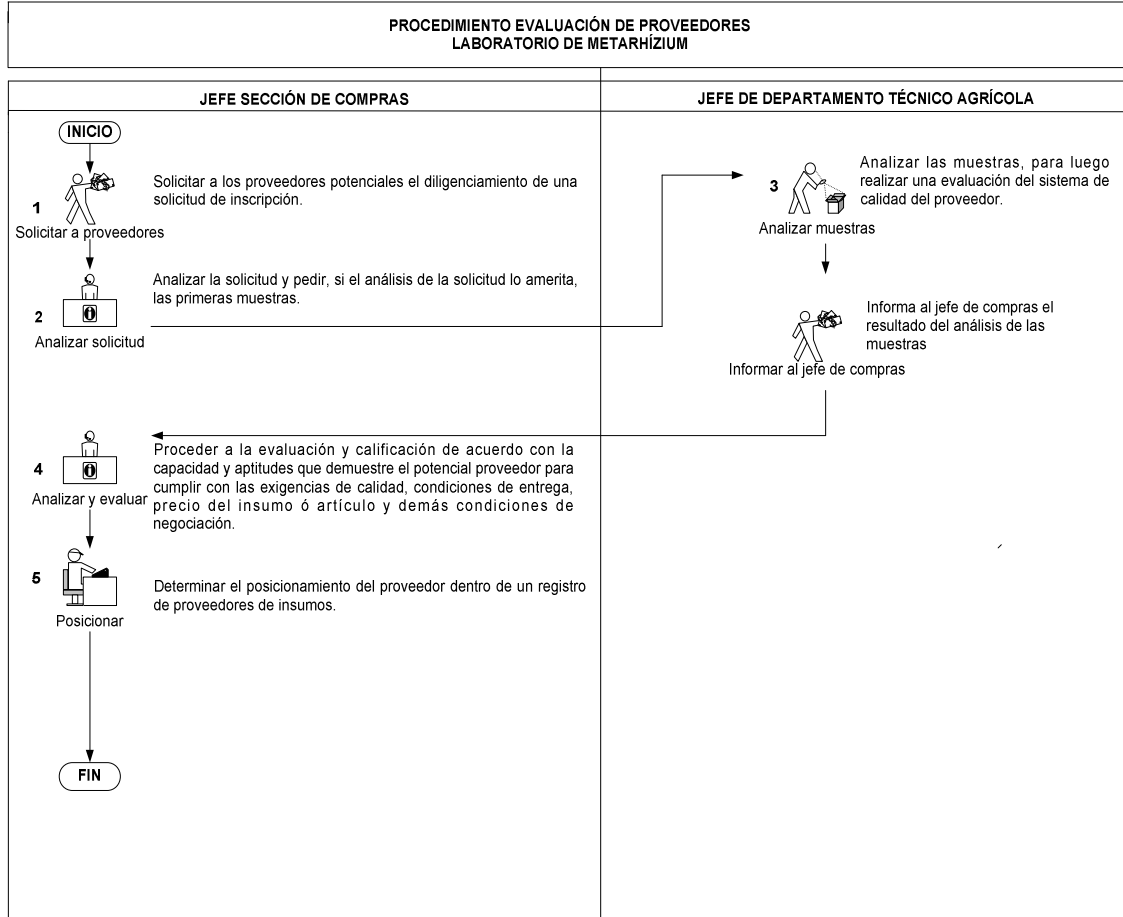 PROCEDIMIENTO EVALUACIÓN DE PROVEEDORES
LABORATORIO DE METARHÍZIUM
JEFE SECCIÓN DE COMPRAS
JEFE DE DEPARTAMENTO TÉCNICO AGRÍCOLA
INICIO
1
Solicitar a proveedores
Solicitar a los proveedores potenciales el diligenciamiento de una
solicitud de inscripción.
2
Analizar solicitud
Analizar la solicitud y pedir, si el análisis de la solicitud lo amerita,
las primeras muestras.
3
Analizar muestras
Analizar las muestras, para luego
realizar una evaluación del sistema de
calidad del proveedor.
Informar al jefe de compras
Informa al jefe de compras el
resultado del análisis de las
muestras
4
Analizar y evaluar
Proceder a la evaluación y calificación de acuerdo con la
capacidad y aptitudes que demuestre el potencial proveedor para
cumplir con las exigencias de calidad, condiciones de entrega,
precio del insumo ó artículo y demás condiciones de
negociación.
5
Posicionar
Determinar el posicionamiento del proveedor dentro de un registro
de proveedores de insumos.
FIN